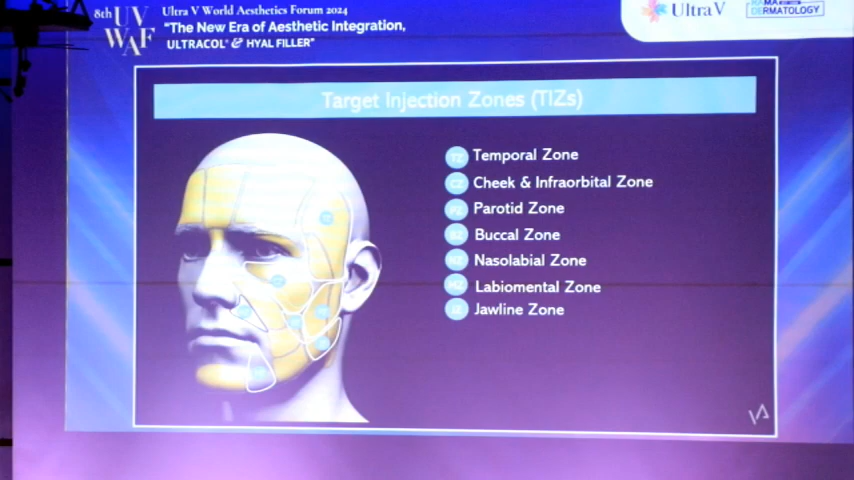 8th UV
WAF
Ultra V World Aesthetics Forum 2024
"The New Era of Aesthetic Integration,
ULTRACOL® & HYAL FILLER"
Ultra V
DERMATOLOGY
Target Injection Zones (TIZs)
TZ Temporal Zone
CZ Cheek & Infraorbital Zone
PZ Parotid Zone
BZ Buccal Zone
NZ Nasolabial Zone
Labiomental Zone
JZ Jawline Zone